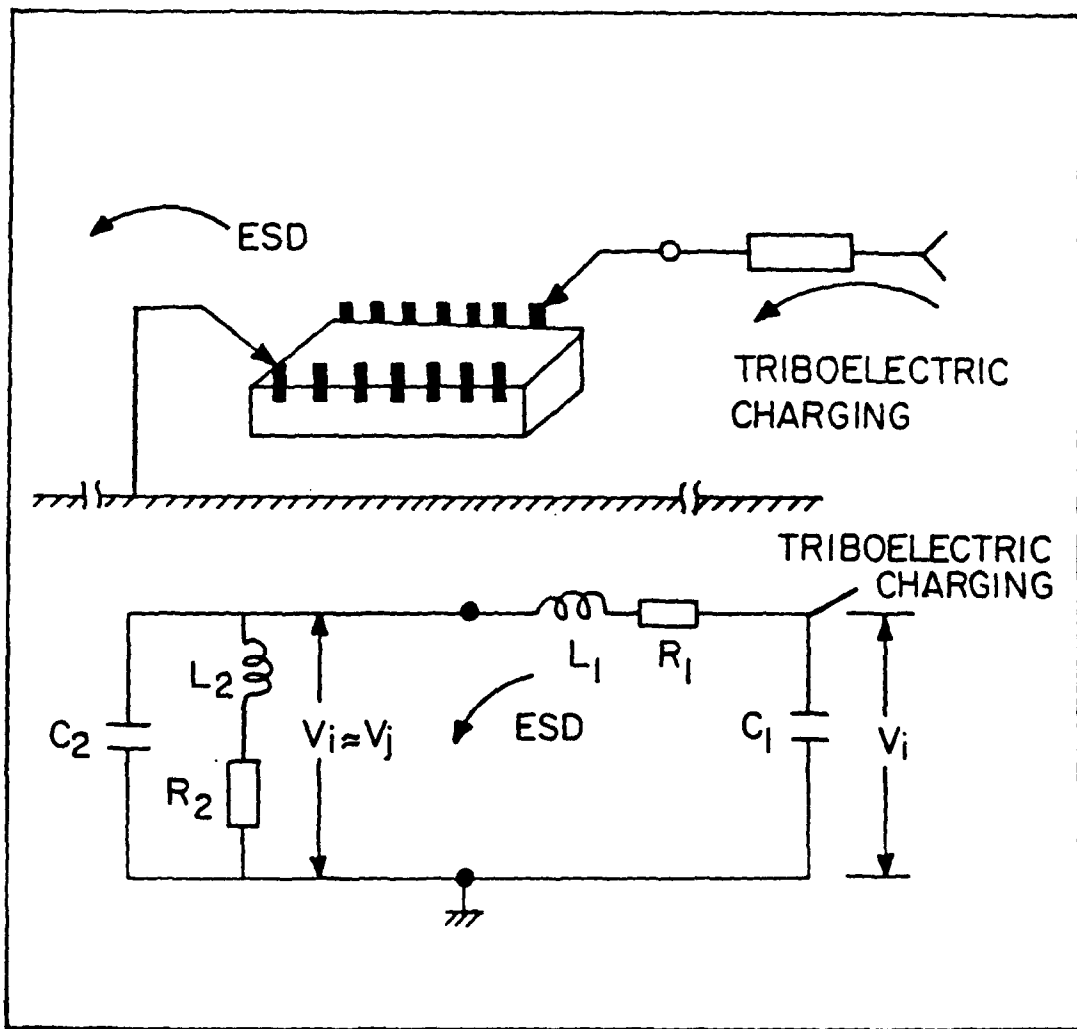 ESD
TRIBOELECTRIC
CHARGING
TRIBOELECTRIC
CHARGING
L₁
R₁
L₂
C₂
Vi≈Vj
ESD
C₁
Vi
R₂